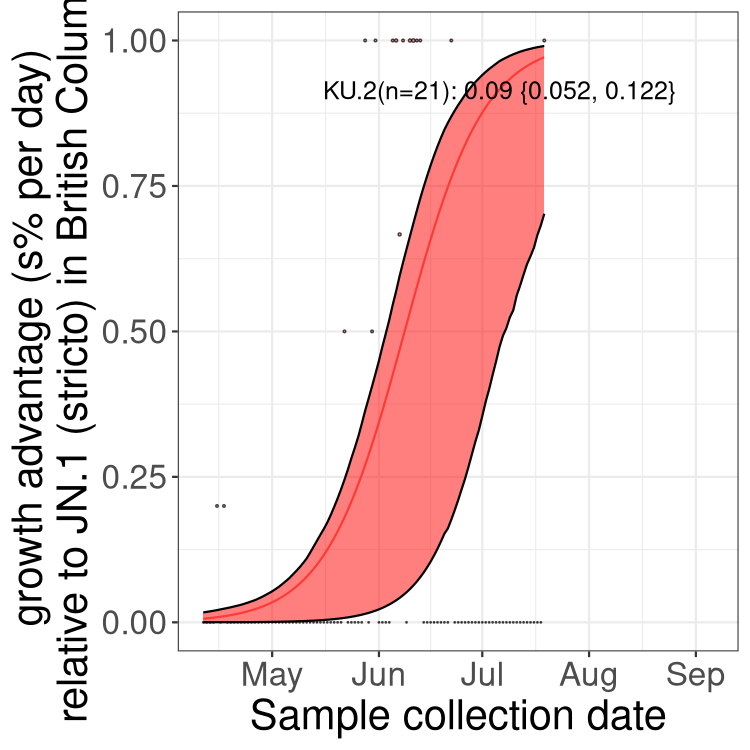 growth advantage (s% per day)
relative to JN.1 (stricto) in British Colum
1.00
0.75
0.50
0.25
0.00
KU.2(n=21): 0.09 {0.052, 0.122}
May Jun Jul Aug Sep
Sample collection date